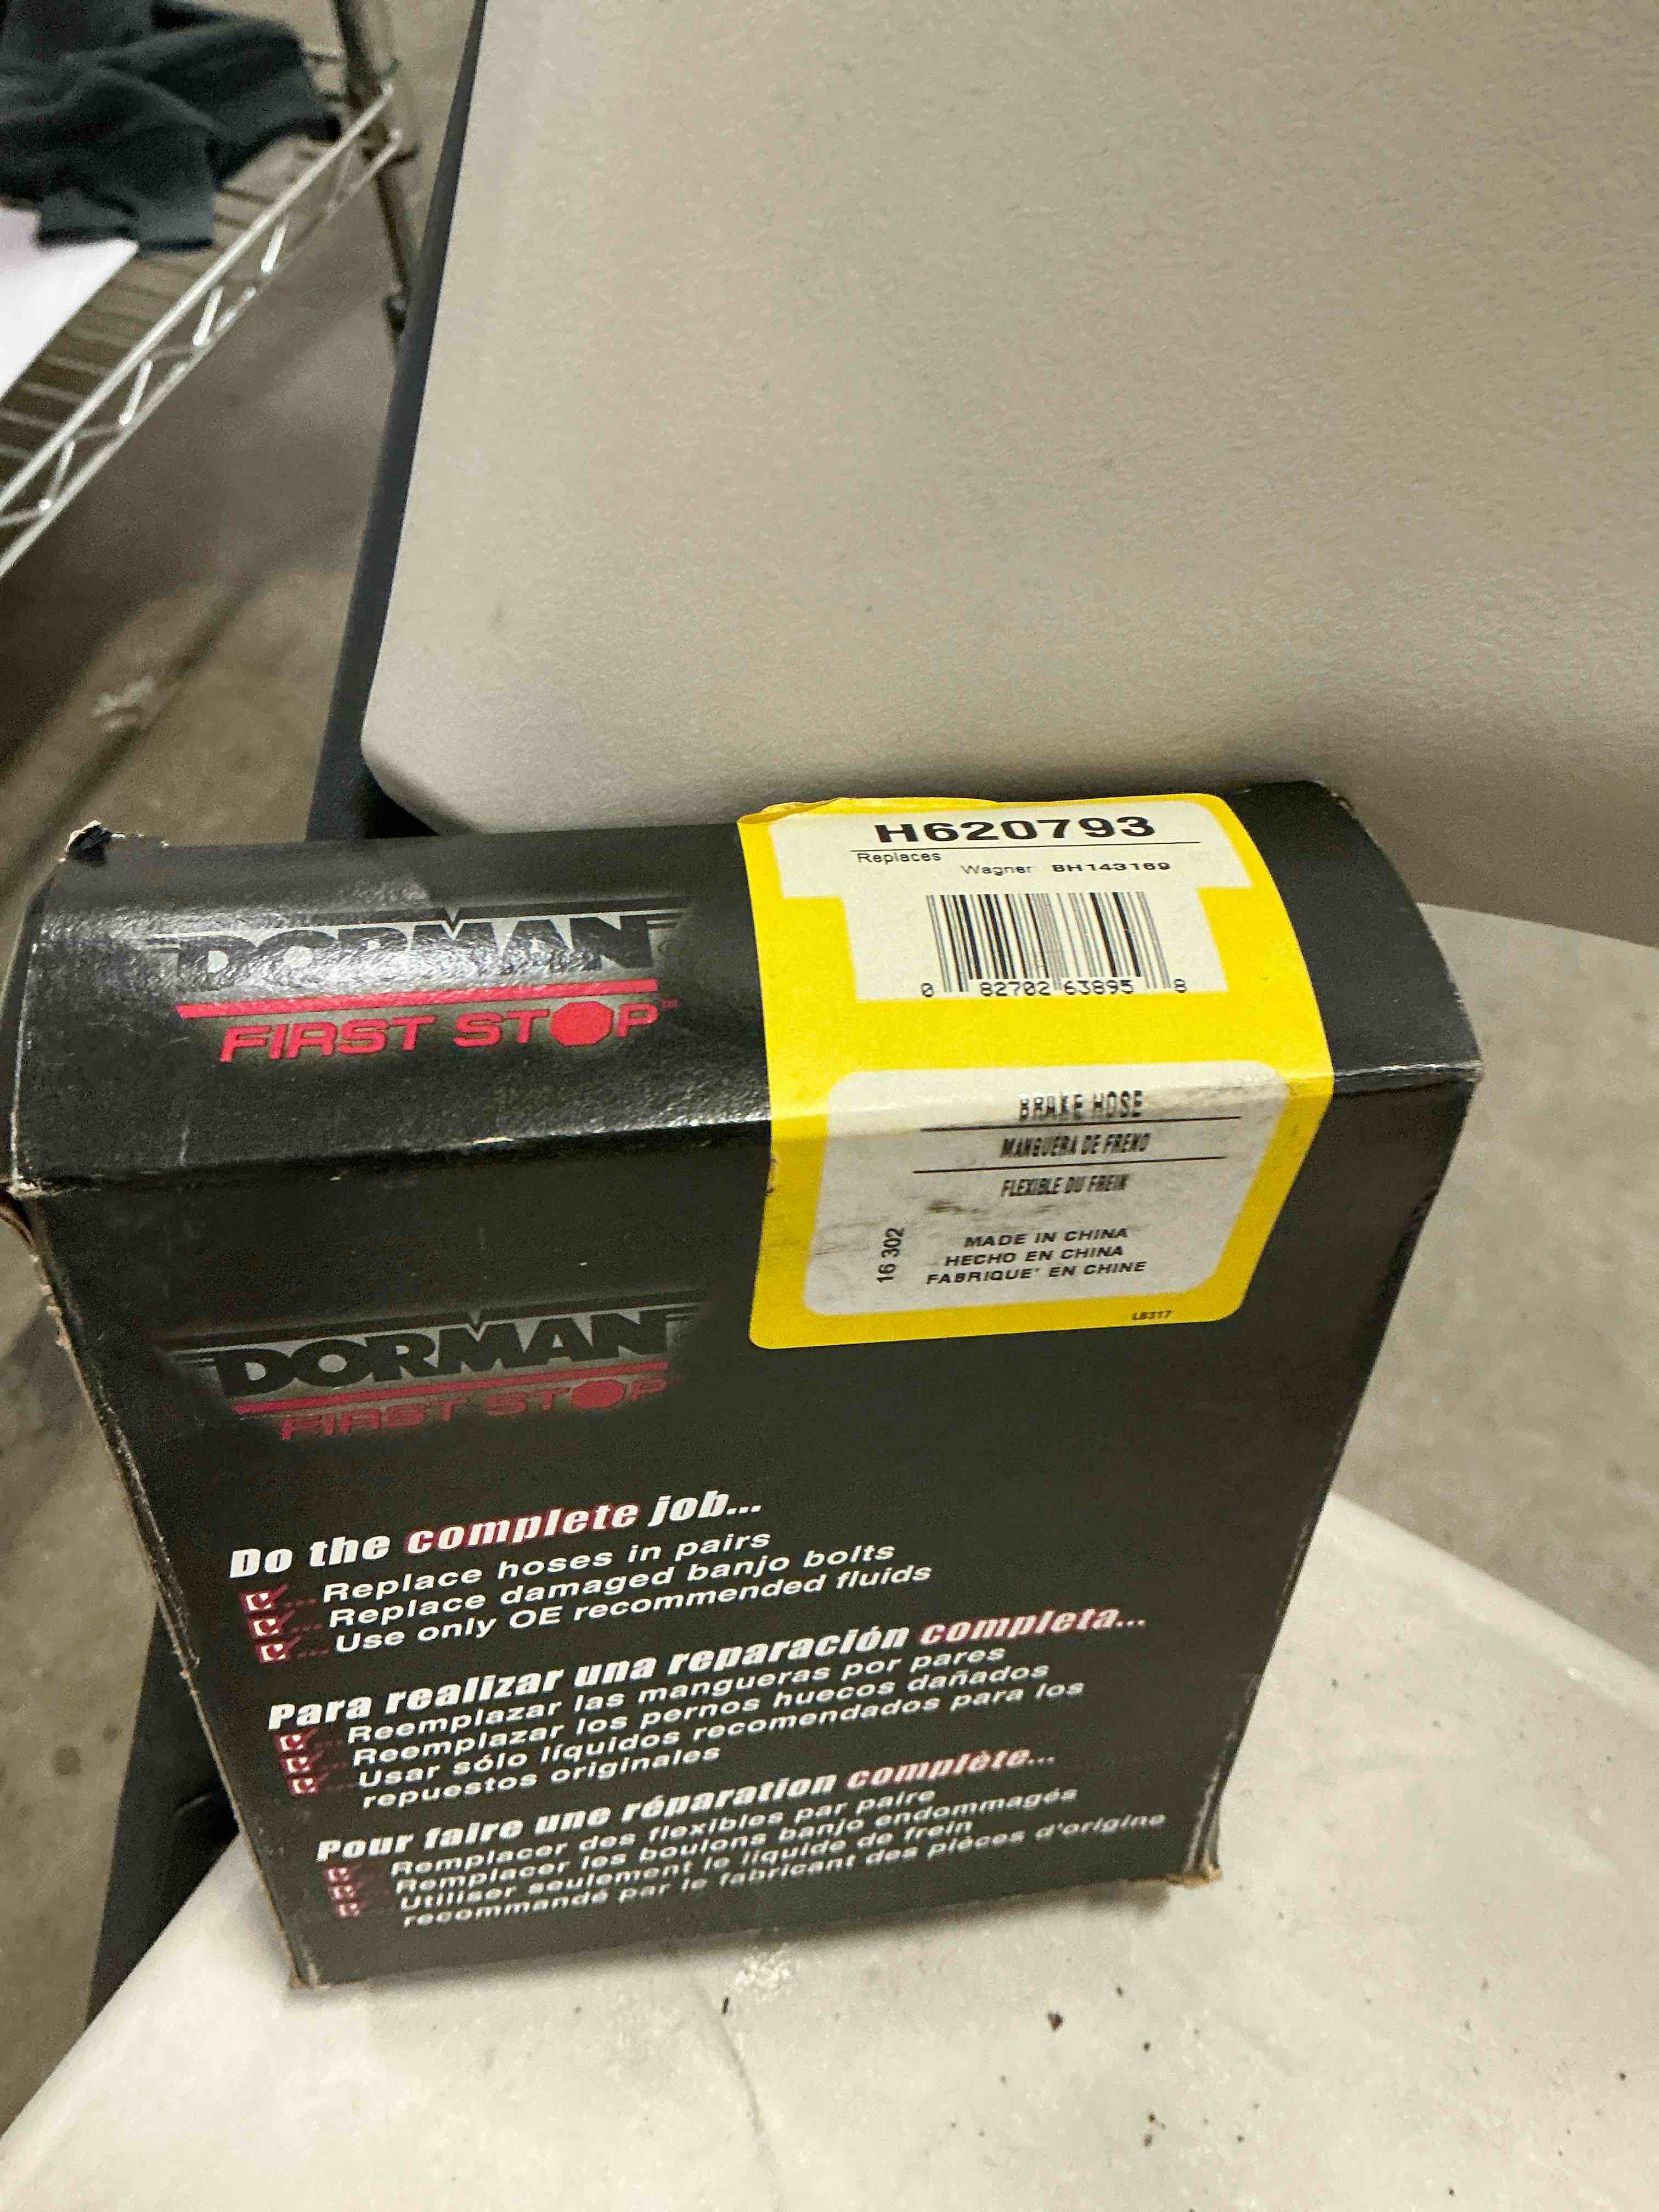 H620793
Replaces
Wagner BH143169
0 82702 63895 8
DORMAN
FIRST STOP™
BRAKE HOSE
MANGUERA DE FRENO
FLEXIBLE DU FREIN
16 302
MADE IN CHINA
HECHO EN CHINA
FABRIQUE' EN CHINE
LB317
DORMAN
FIRST STOP
Do the complete job...
... Replace hoses in pairs
... Replace damaged banjo bolts
... Use only OE recommended fluids
Para realizar una reparación completa...
... Reemplazar las mangueras por pares
... Reemplazar los pernos huecos dañados
... Usar sólo líquidos recomendados para los
repuestos originales
Pour faire une réparation complète...
Remplacer des flexibles par paire
Remplacer les boulons banjo endommagés
Utiliser seulement le liquide de frein
recommandé par le fabricant des pièces d'origine